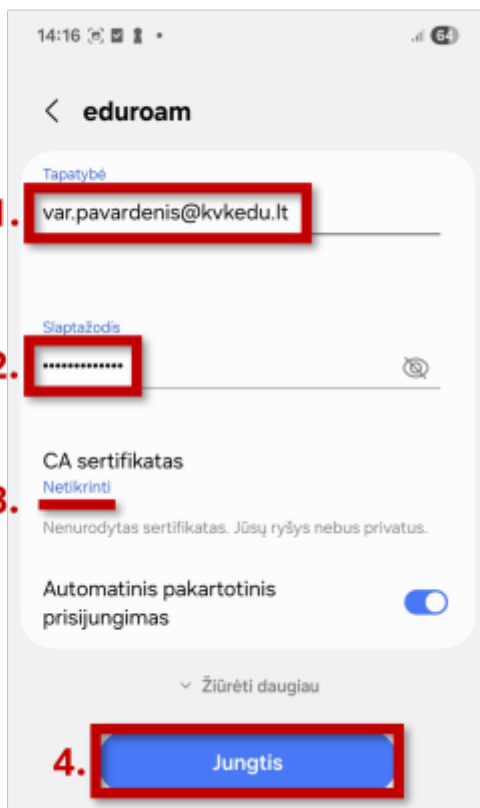 14:16 64
eduroam
Tapatybė
1. var.pavardenis@kvkedu.lt
Slaptažodis
2. •••••••••••••
CA sertifikatas
3. Netikrinti
Nenurodytas sertifikatas. Jūsų ryšys nebus privatus.
Automatinis pakartotinis
prisijungimas
Žiūrėti daugiau
4. Jungtis